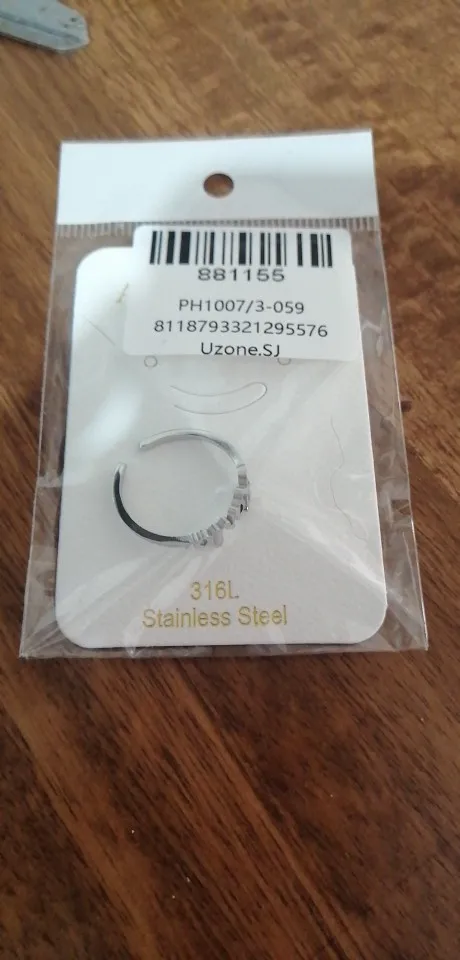 881155
PH1007/3-059
8118793321295576
Uzone.SJ
316L
Stainless Steel